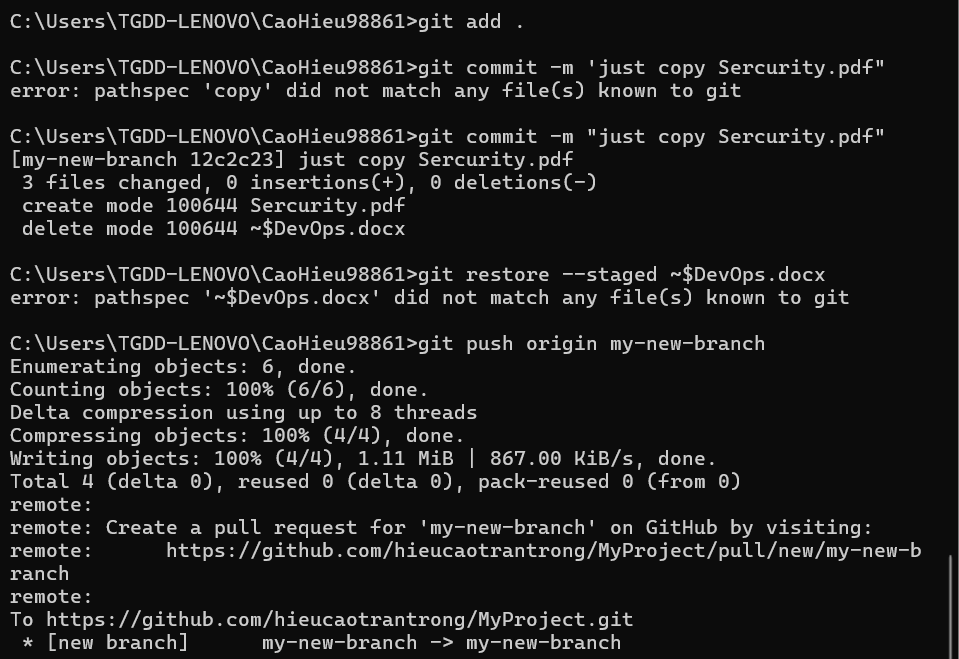 C:\Users\TGDD-LENOVO\CaoHieu98861>git add .
C:\Users\TGDD-LENOVO\CaoHieu98861>git commit -m 'just copy Sercurity.pdf"
error: pathspec 'copy' did not match any file(s) known to git
C:\Users\TGDD-LENOVO\CaoHieu98861>git commit -m "just copy Sercurity.pdf"
[my-new-branch 12c2c23] just copy Sercurity.pdf
 3 files changed, 0 insertions(+), 0 deletions(-)
 create mode 100644 Sercurity.pdf
 delete mode 100644 ~$DevOps.docx
C:\Users\TGDD-LENOVO\CaoHieu98861>git restore --staged ~$DevOps.docx
error: pathspec '~$DevOps.docx' did not match any file(s) known to git
C:\Users\TGDD-LENOVO\CaoHieu98861>git push origin my-new-branch
Enumerating objects: 6, done.
Counting objects: 100% (6/6), done.
Delta compression using up to 8 threads
Compressing objects: 100% (4/4), done.
Writing objects: 100% (4/4), 1.11 MiB | 867.00 KiB/s, done.
Total 4 (delta 0), reused 0 (delta 0), pack-reused 0 (from 0)
remote:
remote: Create a pull request for 'my-new-branch' on GitHub by visiting:
remote:      https://github.com/hieucaotrantrong/MyProject/pull/new/my-new-b
ranch
remote:
To https://github.com/hieucaotrantrong/MyProject.git
 * [new branch]      my-new-branch -> my-new-branch